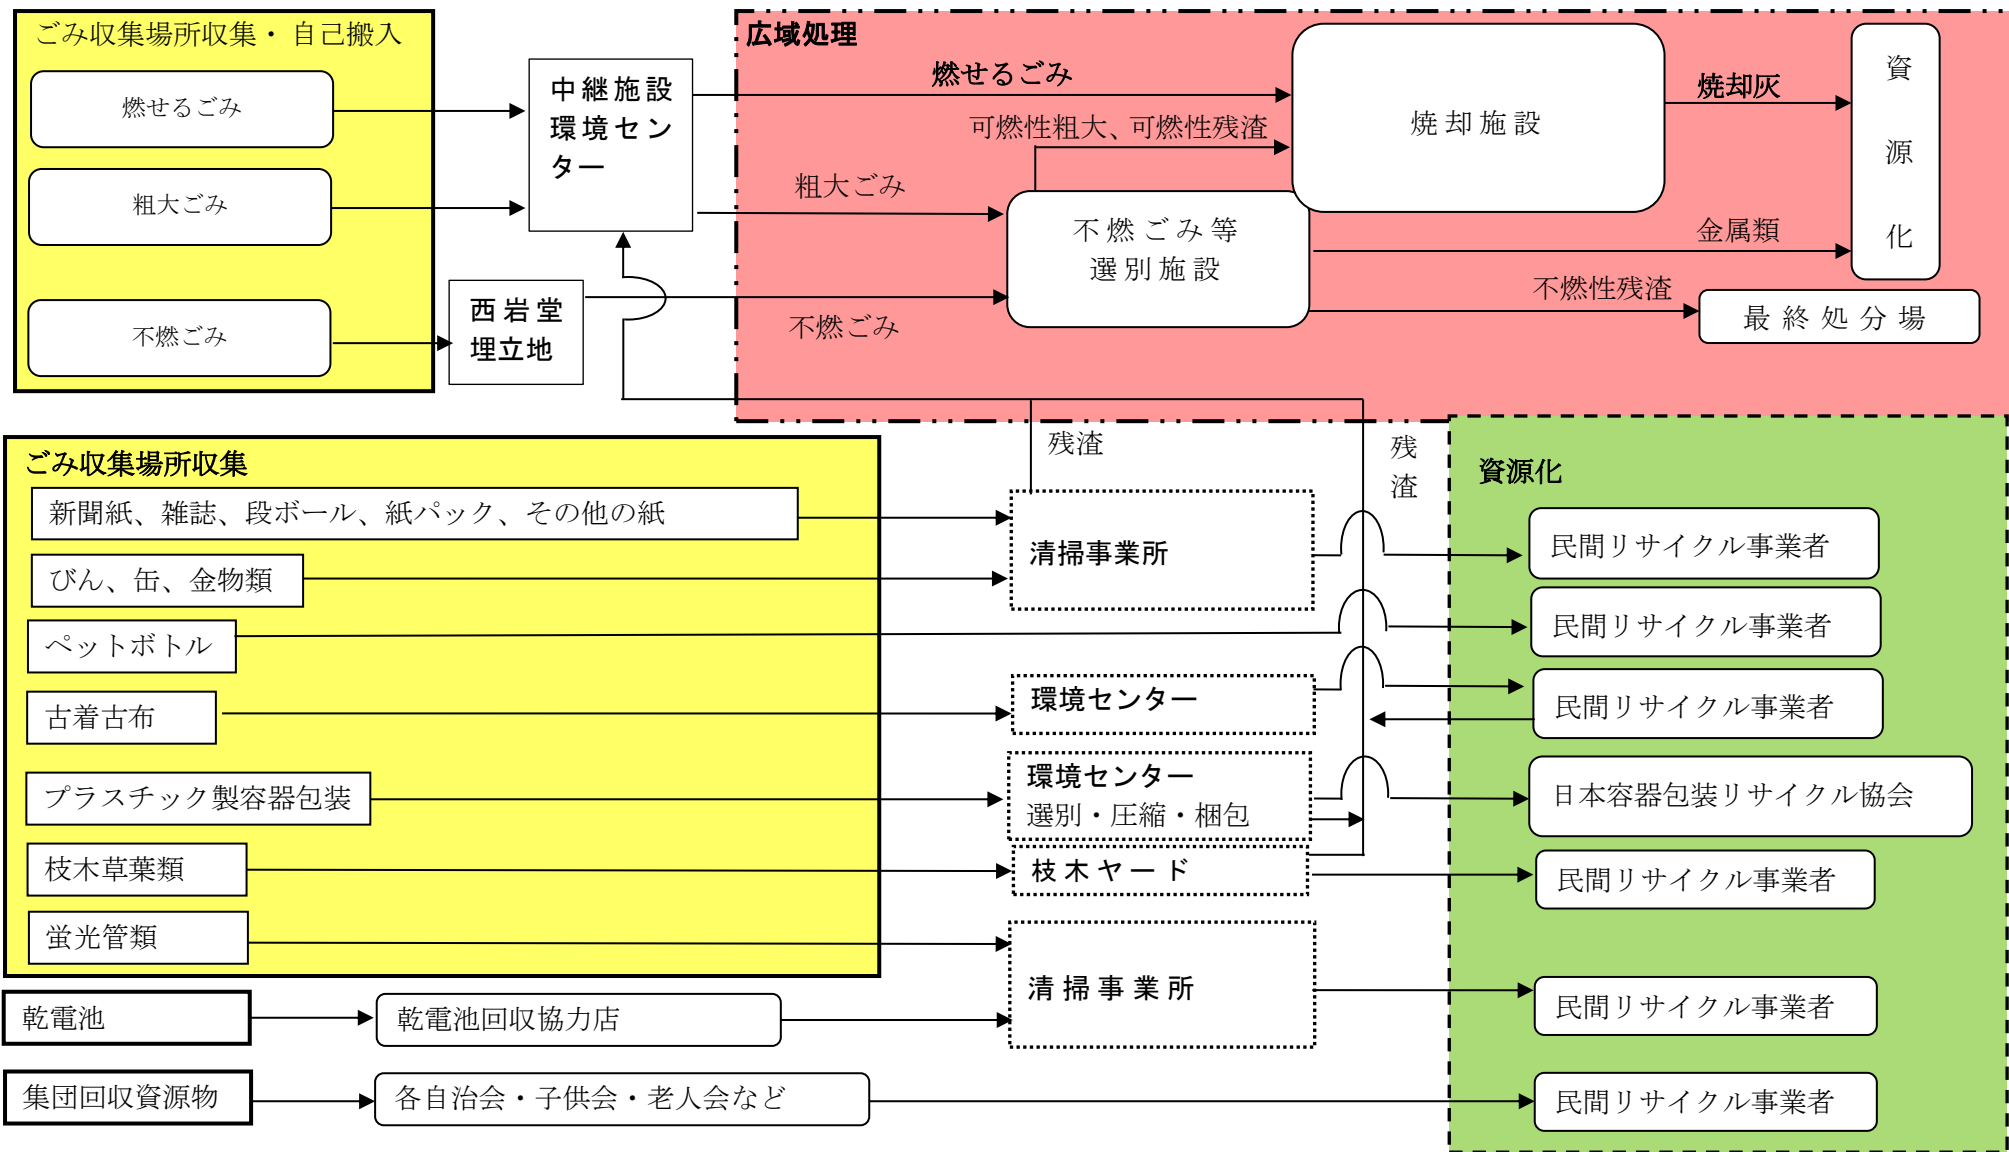 ごみ収集場所収集・ 自己搬入
燃せるごみ
粗大ごみ
不燃ごみ
中継施設
環境セン
ター
西岩堂
埋立地
広域処理
燃せるごみ
可燃性粗大、可燃性残渣
粗大ごみ
不燃ごみ
焼却施設
不燃ごみ等
選別施設
焼却灰
金属類
不燃性残渣
資
源
化
最終処分場
残渣
残
渣
ごみ収集場所収集
新聞紙、雑誌、段ボール、紙パック、その他の紙
びん、缶、金物類
ペットボトル
古着古布
プラスチック製容器包装
枝木草葉類
蛍光管類
乾電池
乾電池回収協力店
集団回収資源物
各自治会・子供会・老人会など
清掃事業所
環境センター
環境センター
選別・圧縮・梱包
枝木ヤード
清掃事業所
資源化
民間リサイクル事業者
民間リサイクル事業者
民間リサイクル事業者
日本容器包装リサイクル協会
民間リサイクル事業者
民間リサイクル事業者
民間リサイクル事業者